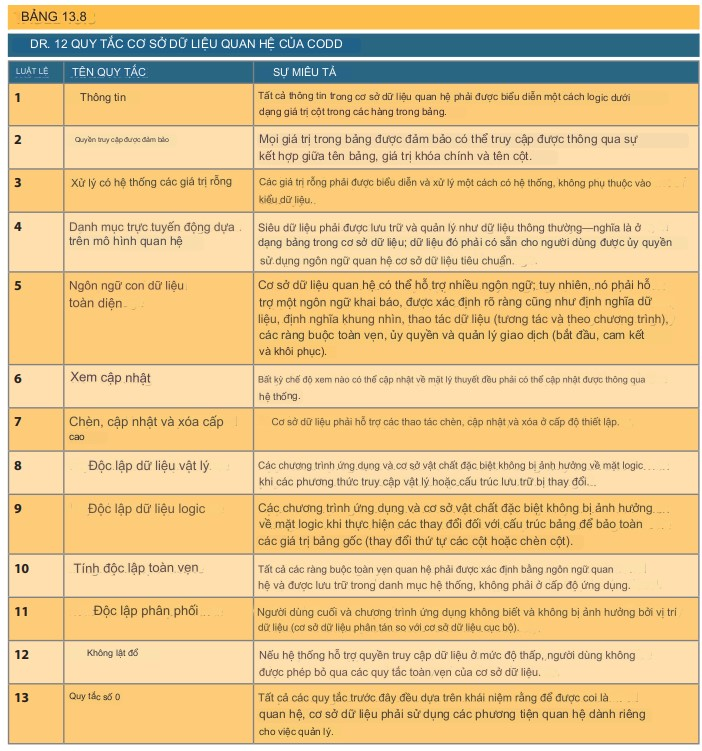 BẢNG 13.8
DR. 12 QUY TẮC CƠ SỞ DỮ LIỆU QUAN HỆ CỦA CODD
LUẬT LỆ TÊN QUY TẮC SỰ MIÊU TẢ
1 Thông tin Tất cả thông tin trong cơ sở dữ liệu quan hệ phải được biểu diễn một cách logic dưới
dạng giá trị cột trong các hàng trong bảng.
2 Quyền truy cập được đảm bảo Mọi giá trị trong bảng được đảm bảo có thể truy cập được thông qua sự
kết hợp giữa tên bảng, giá trị khóa chính và tên cột.
3 Xử lý có hệ thống các giá trị rỗng Các giá trị rỗng phải được biểu diễn và xử lý một cách có hệ thống, không phụ thuộc vào
kiểu dữ liệu.
4 Danh mục trực tuyến động dựa Siêu dữ liệu phải được lưu trữ và quản lý như dữ liệu thông thường—nghĩa là ở
trên mô hình quan hệ dạng bảng trong cơ sở dữ liệu; dữ liệu đó phải có sẵn cho người dùng được ủy quyền
sử dụng ngôn ngữ quan hệ cơ sở dữ liệu tiêu chuẩn.
5 Ngôn ngữ con dữ liệu Cơ sở dữ liệu quan hệ có thể hỗ trợ nhiều ngôn ngữ; tuy nhiên, nó phải hỗ
toàn diện trợ một ngôn ngữ khai báo, được xác định rõ ràng cũng như định nghĩa dữ
liệu, định nghĩa khung nhìn, thao tác dữ liệu (tương tác và theo chương trình),
các ràng buộc toàn vẹn, ủy quyền và quản lý giao dịch (bắt đầu, cam kết
và khôi phục).
6 Xem cập nhật Bất kỳ chế độ xem nào có thể cập nhật về mặt lý thuyết đều phải có thể cập nhật được thông qua
hệ thống.
7 Chèn, cập nhật và xóa cấp Cơ sở dữ liệu phải hỗ trợ các thao tác chèn, cập nhật và xóa ở cấp độ thiết lập.
cao
8 Độc lập dữ liệu vật lý Các chương trình ứng dụng và cơ sở vật chất đặc biệt không bị ảnh hưởng về mặt logic
khi các phương thức truy cập vật lý hoặc cấu trúc lưu trữ bị thay đổi.
9 Độc lập dữ liệu logic Các chương trình ứng dụng và cơ sở vật chất đặc biệt không bị ảnh hưởng
về mặt logic khi thực hiện các thay đổi đối với cấu trúc bảng để bảo toàn
các giá trị bảng gốc (thay đổi thứ tự các cột hoặc chèn cột).
10 Tính độc lập toàn vẹn Tất cả các ràng buộc toàn vẹn quan hệ phải được xác định bằng ngôn ngữ quan
hệ và được lưu trữ trong danh mục hệ thống, không phải ở cấp độ ứng dụng.
11 Độc lập phân phối Người dùng cuối và chương trình ứng dụng không biết và không bị ảnh hưởng bởi vị trí
dữ liệu (cơ sở dữ liệu phân tán so với cơ sở dữ liệu cục bộ).
12 Không lật đổ Nếu hệ thống hỗ trợ quyền truy cập dữ liệu ở mức độ thấp, người dùng không
được phép bỏ qua các quy tắc toàn vẹn của cơ sở dữ liệu.
13 Quy tắc số 0 Tất cả các quy tắc trước đây đều dựa trên khái niệm rằng để được coi là
quan hệ, cơ sở dữ liệu phải sử dụng các phương tiện quan hệ dành riêng
cho việc quản lý.